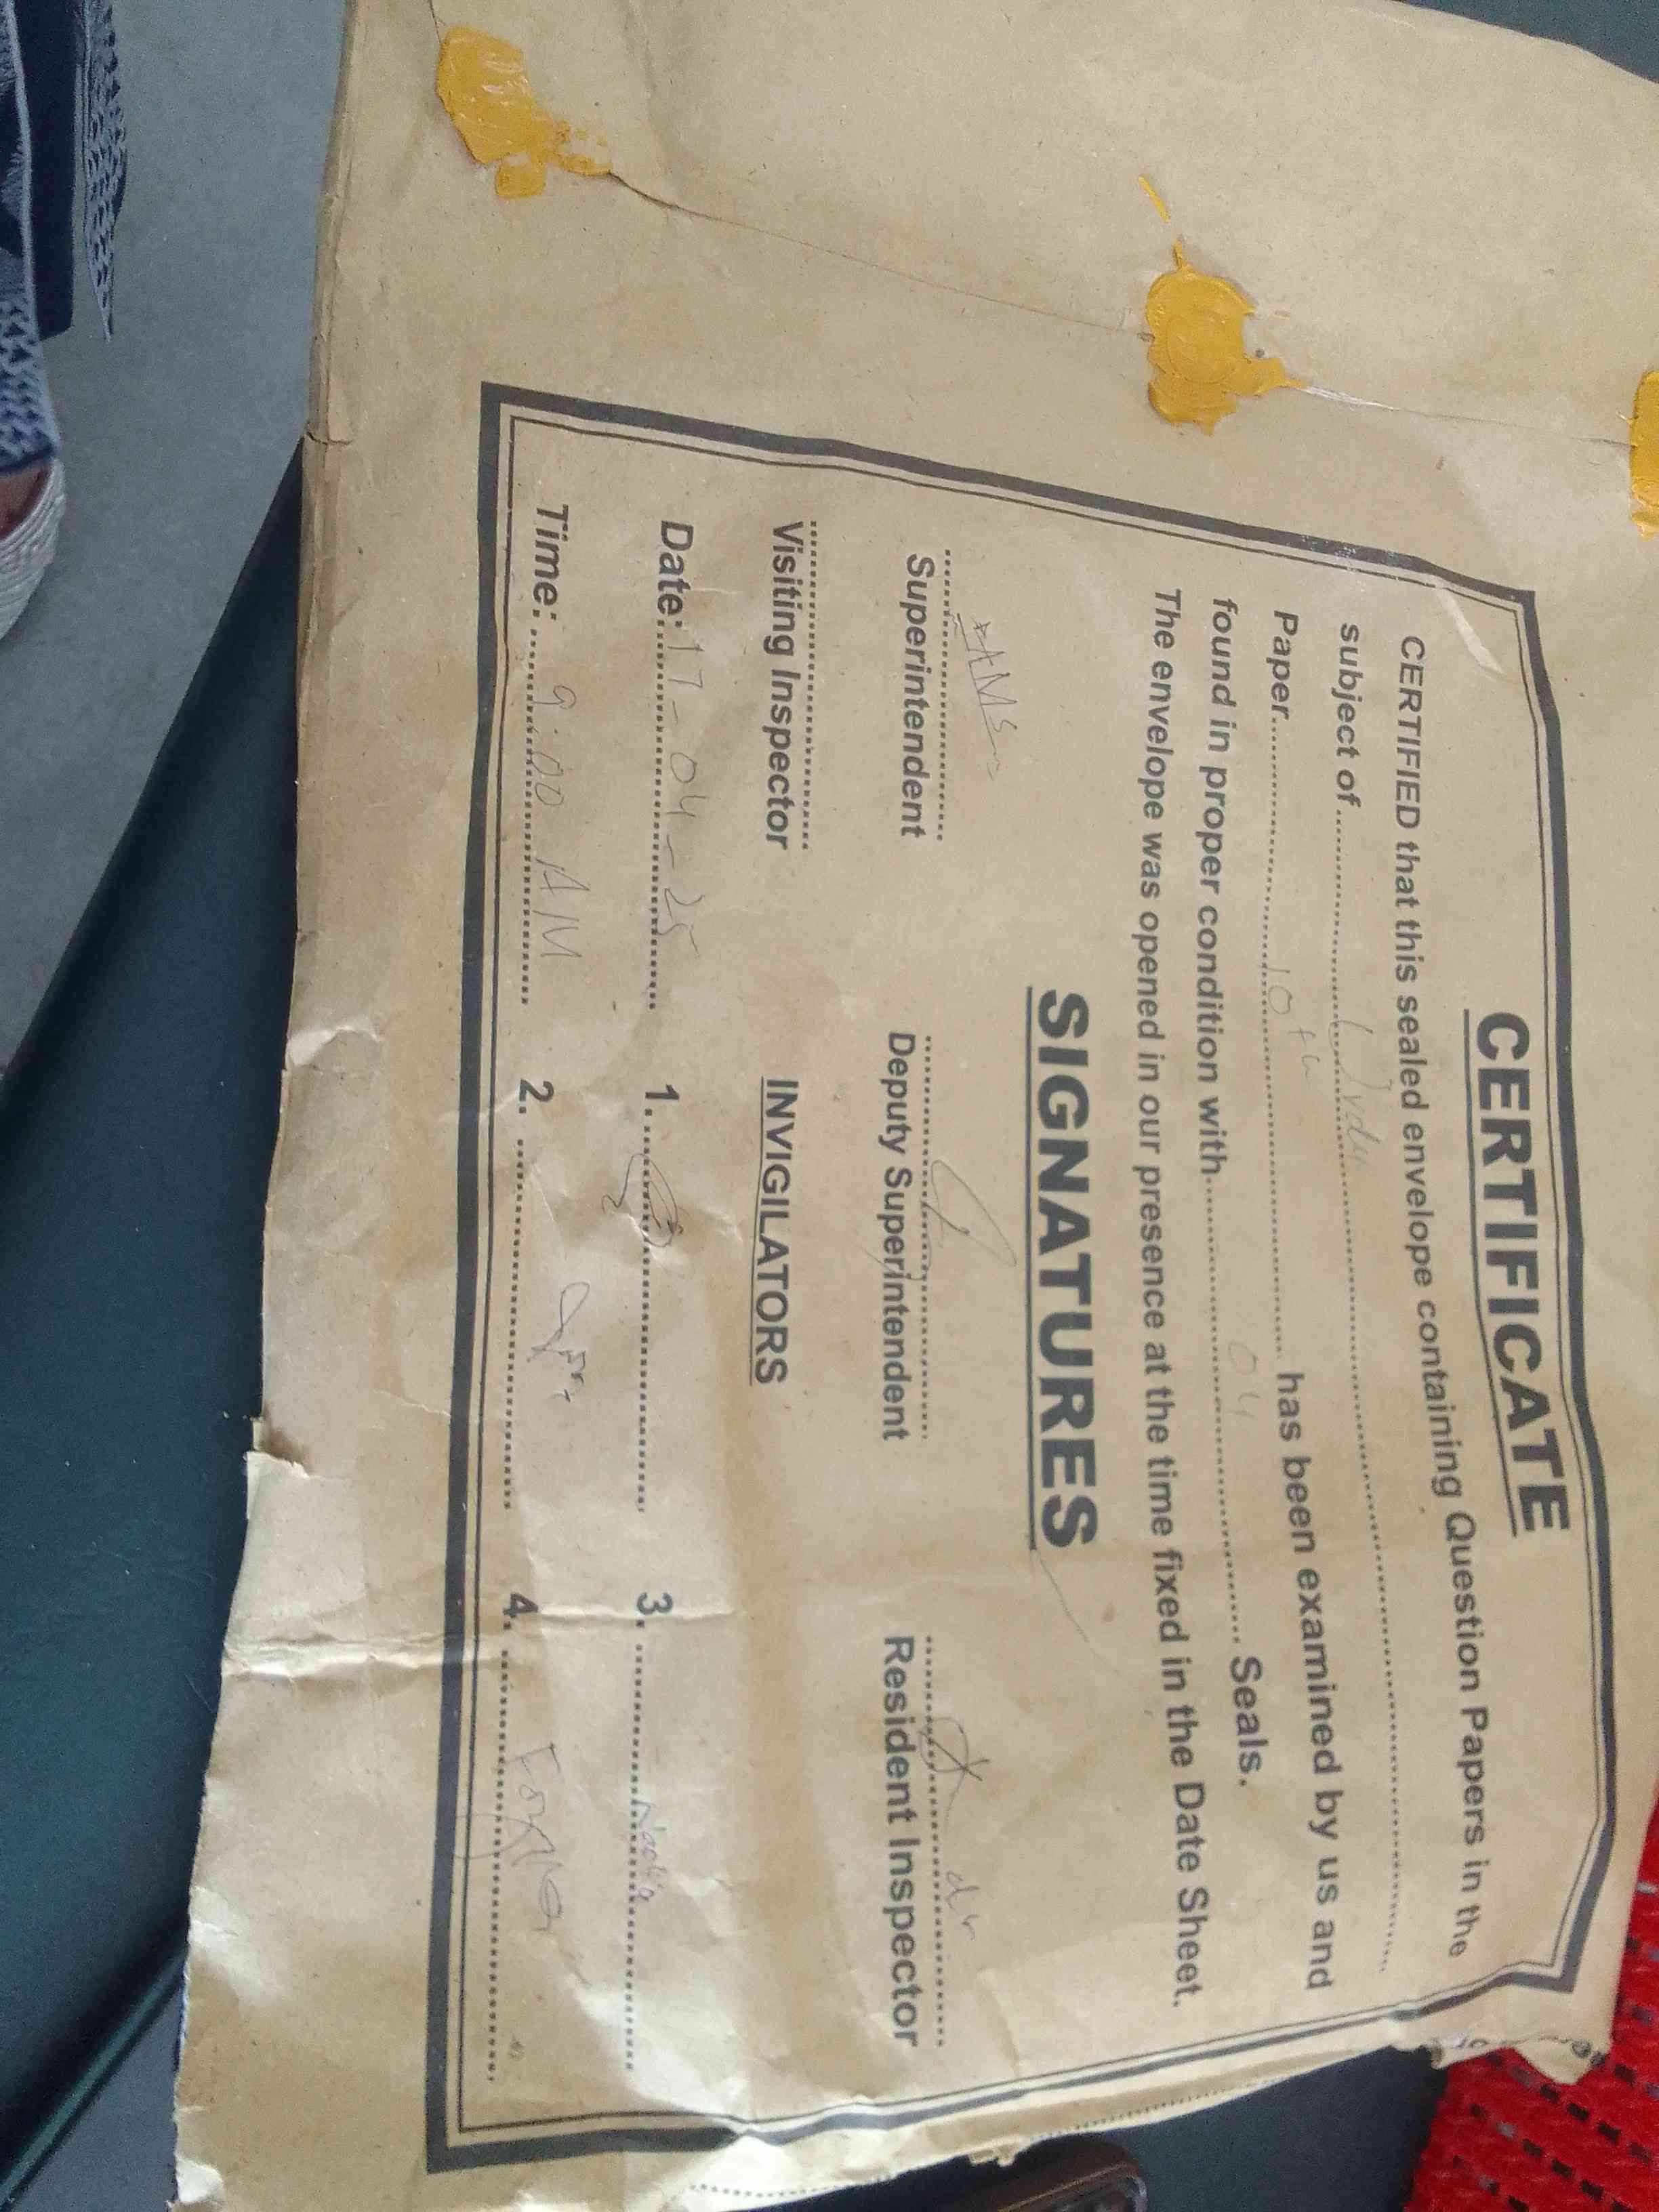 CERTIFICATE
CERTIFIED that this sealed envelope containing Question Papers in the
subject of.......... Urdu ..........
Paper.......... 10th .......... has been examined by us and
found in proper condition with.......... 04 .......... Seals.
The envelope was opened in our presence at the time fixed in the Date Sheet.
SIGNATURES
Superintendent Deputy Superintendent Resident Inspector
Visiting Inspector INVIGILATORS
Date: 17-04-25 1. 3.
Time: 9:00 AM 2. 4.